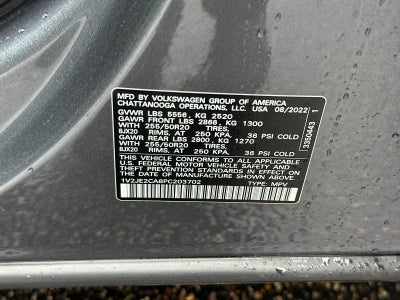 MFD BY VOLKSWAGEN GROUP OF AMERICA
CHATTANOOGA OPERATIONS, LLC. USA 08/2022 1
GVWR LBS 5556, KG 2520
GAWR FRONT LBS 2866, KG 1300
WITH 255/50R20 TIRES,
8JX20 RIMS, AT 250 KPA, 36 PSI COLD
GAWR REAR LBS 2800, KG 1270
WITH 255/50R20 TIRES,
8JX20 RIMS, AT 250 KPA, 36 PSI COLD
THIS VEHICLE CONFORMS TO ALL APPLICABLE
U.S. FEDERAL MOTOR VEHICLE SAFETY AND
THEFT PREVENTION STANDARDS IN EFFECT ON
THE DATE OF MANUFACTURE SHOWN ABOVE.
1V2JE2CA8PC203702 TYPE: MPV
3360443